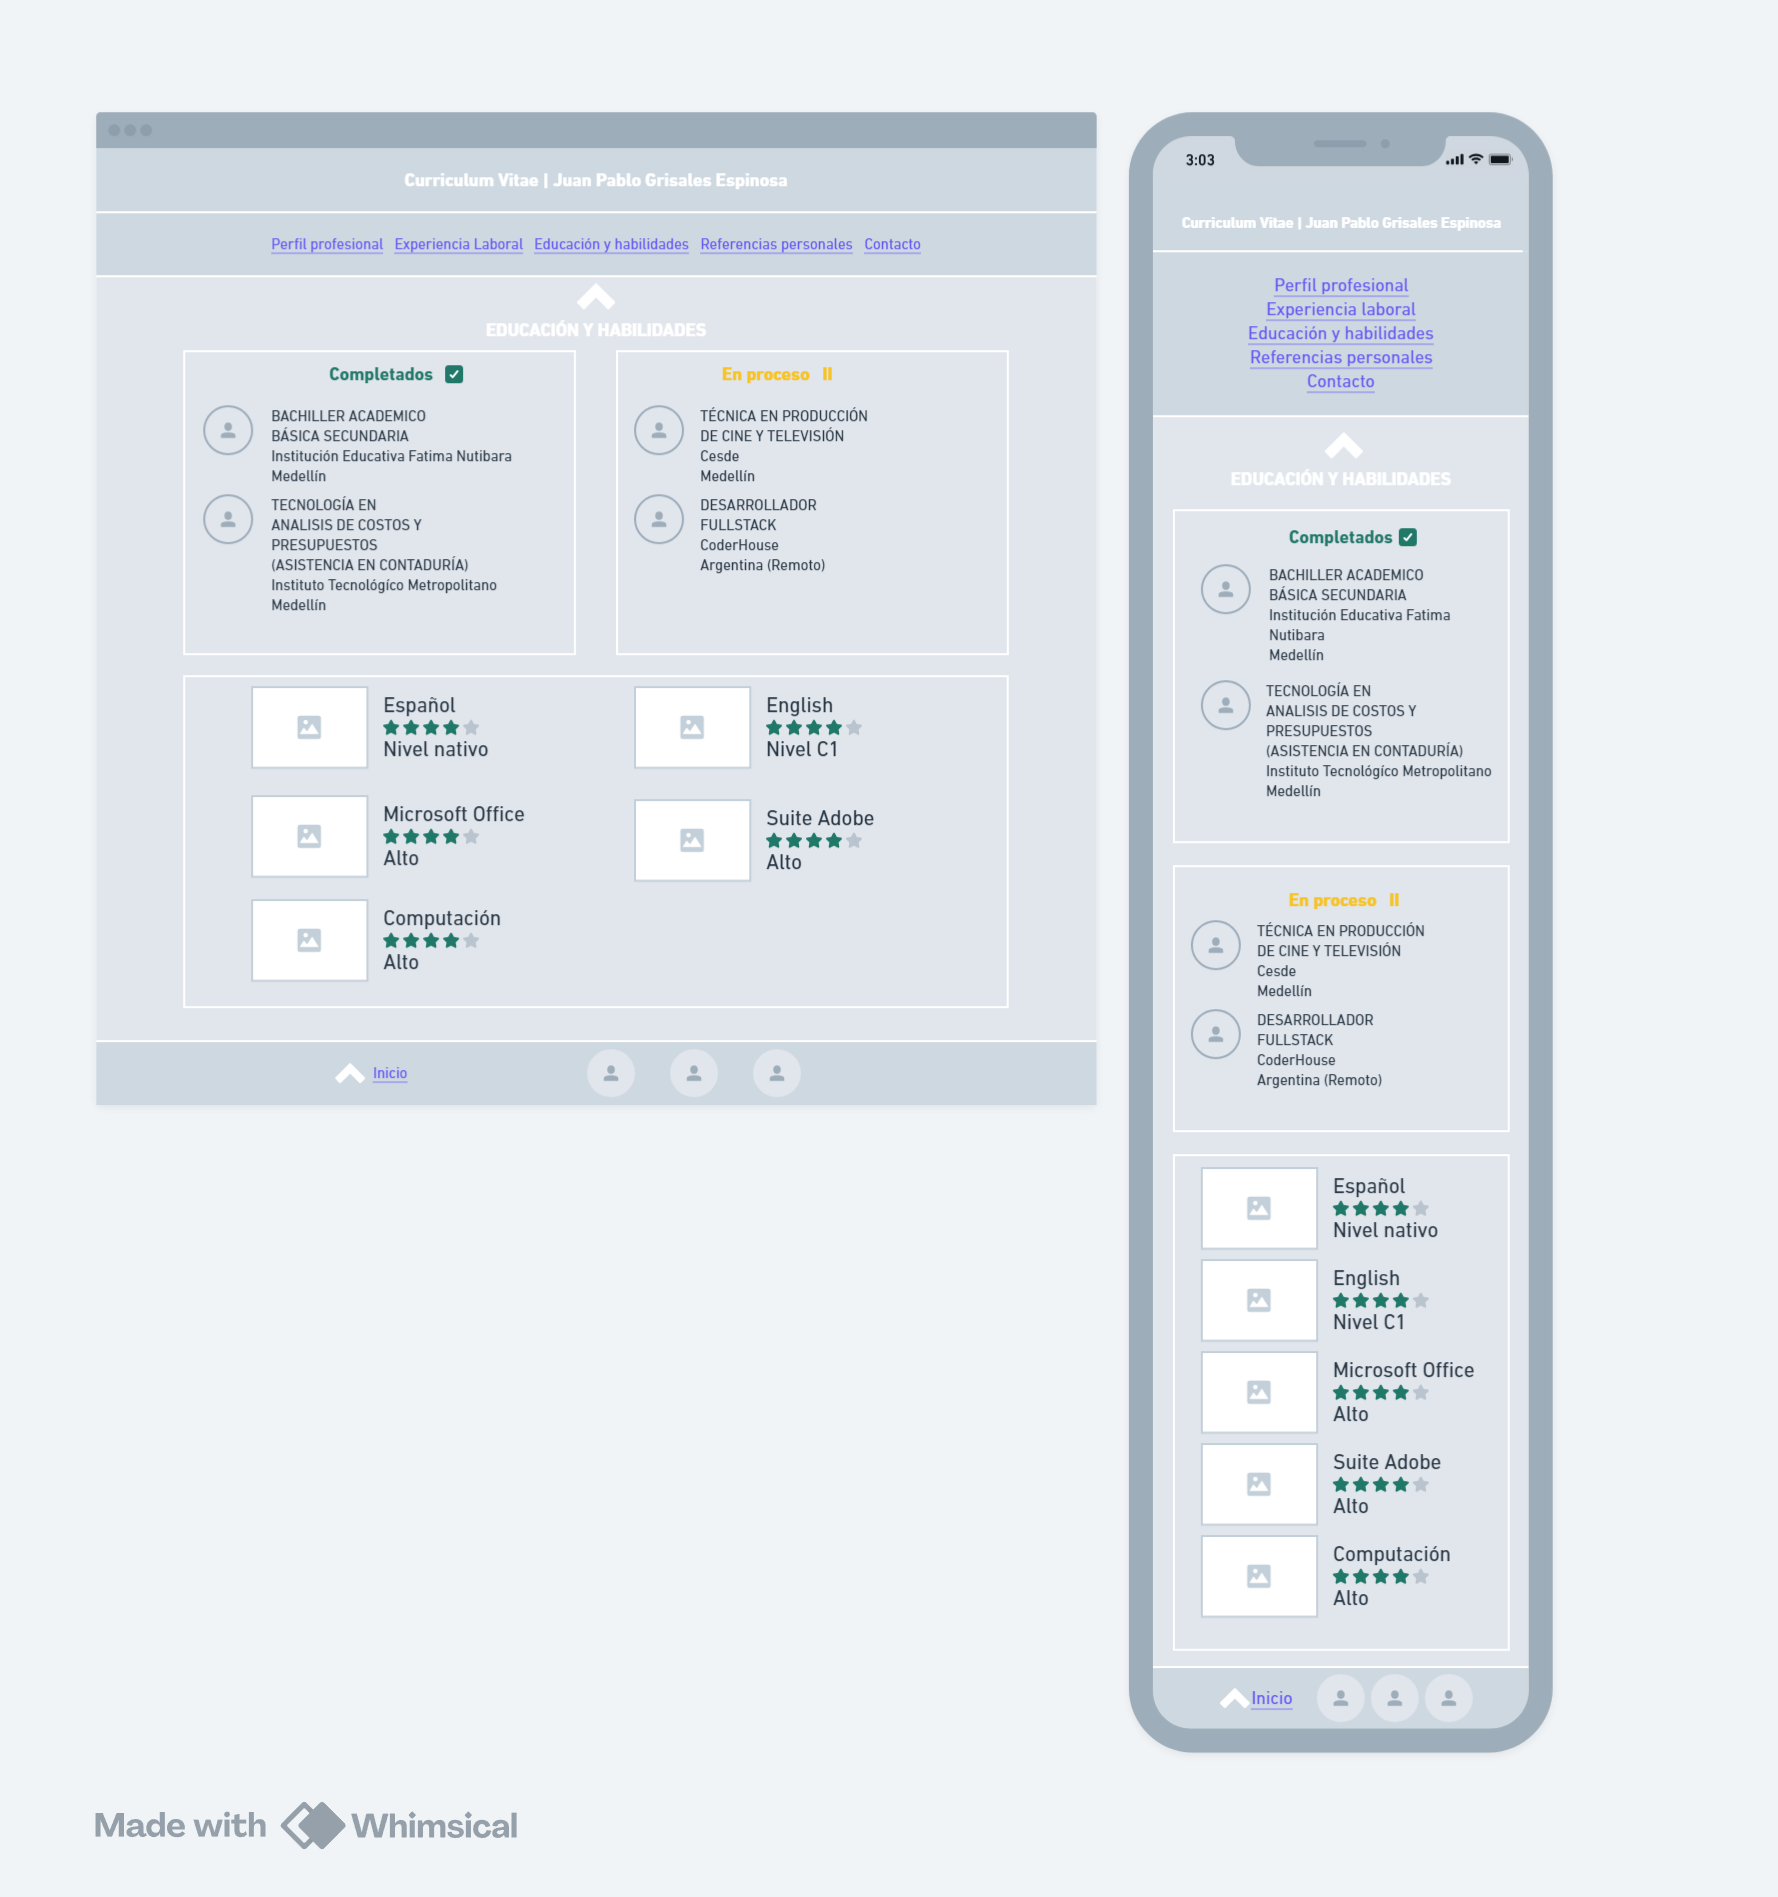 Curriculum Vitae | Juan Pablo Grisales Espinosa
Perfil profesional Experiencia Laboral Educación y habilidades Referencias personales Contacto
EDUCACIÓN Y HABILIDADES
Completados
BACHILLER ACADEMICO
BÁSICA SECUNDARIA
Institución Educativa Fatima Nutibara
Medellín
TECNOLOGÍA EN
ANALISIS DE COSTOS Y
PRESUPUESTOS
(ASISTENCIA EN CONTADURÍA)
Instituto Tecnológíco Metropolitano
Medellín
En proceso
TÉCNICA EN PRODUCCIÓN
DE CINE Y TELEVISIÓN
Cesde
Medellín
DESARROLLADOR
FULLSTACK
CoderHouse
Argentina (Remoto)
Español
Nivel nativo
English
Nivel C1
Microsoft Office
Alto
Suite Adobe
Alto
Computación
Alto
Inicio
3:03
Curriculum Vitae | Juan Pablo Grisales Espinosa
Perfil profesional
Experiencia laboral
Educación y habilidades
Referencias personales
Contacto
EDUCACIÓN Y HABILIDADES
Completados
BACHILLER ACADEMICO
BÁSICA SECUNDARIA
Institución Educativa Fatima
Nutibara
Medellín
TECNOLOGÍA EN
ANALISIS DE COSTOS Y
PRESUPUESTOS
(ASISTENCIA EN CONTADURÍA)
Instituto Tecnológíco Metropolitano
Medellín
En proceso
TÉCNICA EN PRODUCCIÓN
DE CINE Y TELEVISIÓN
Cesde
Medellín
DESARROLLADOR
FULLSTACK
CoderHouse
Argentina (Remoto)
Español
Nivel nativo
English
Nivel C1
Microsoft Office
Alto
Suite Adobe
Alto
Computación
Alto
Inicio
Made with Whimsical